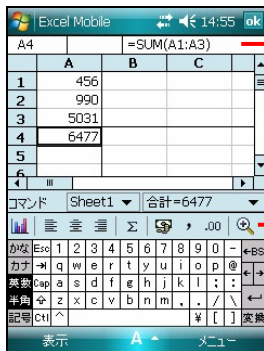 Excel Mobile 14:55 ok
A4 =SUM(A1:A3)
A B C
1 456
2 990
3 5031
4 6477
5
6
コマンド Sheet1 合計=6477
Σ , .00
かな Esc 1 2 3 4 5 6 7 8 9 0 - ←BS
カナ q w e r t y u i o p @
英数 Cap a s d f g h j k l ; :
半角 z x c v b n m , . / \
記号 Ctl ^ ¥ [ ] 変換
表示 A メニュー